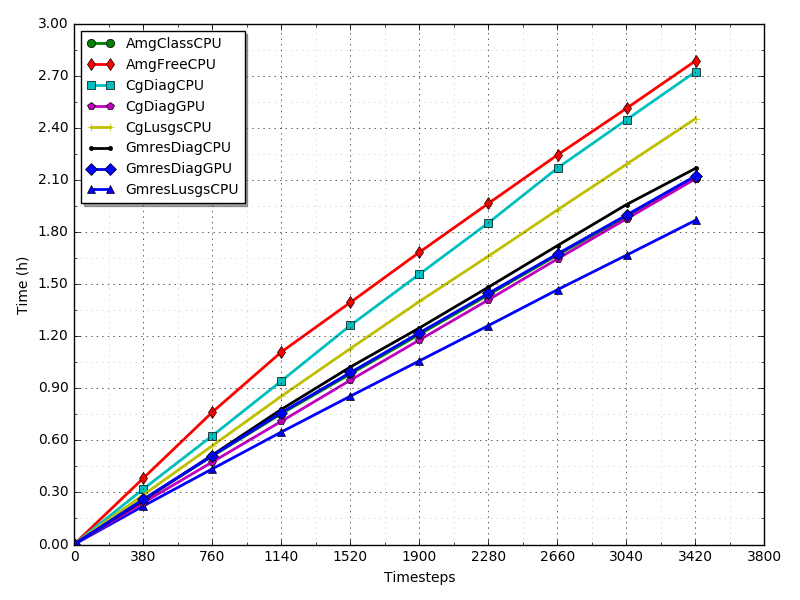 3.00
2.70
2.40
2.10
1.80
1.50
1.20
0.90
0.60
0.30
0.00
Time (h)
AmgClassCPU
AmgFreeCPU
CgDiagCPU
CgDiagGPU
CgLusgsCPU
GmresDiagCPU
GmresDiagGPU
GmresLusgsCPU
0 380 760 1140 1520 1900 2280 2660 3040 3420 3800
Timesteps